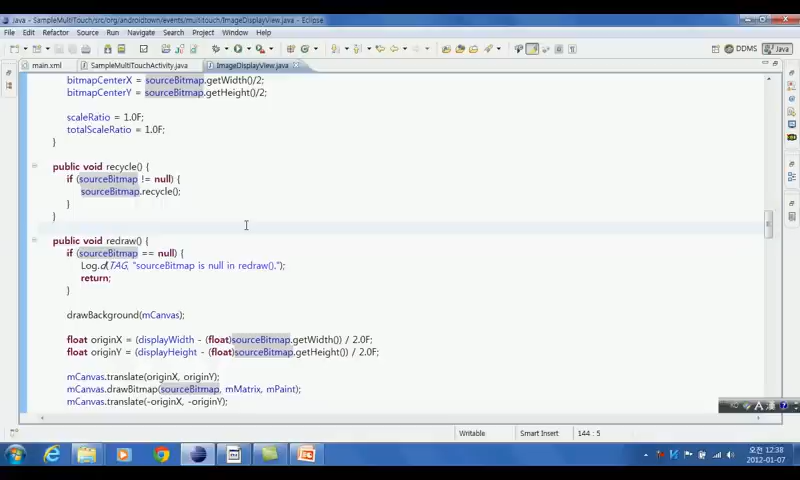 Java - SampleMultiTouch/src/org/androidtown/events/multitouch/ImageDisplayView.java - Eclipse
File Edit Refactor Source Navigate Search Project Run Window Help
DDMS Java
main.xml SampleMultiTouchActivity.java ImageDisplayView.java
bitmapCenterX = sourceBitmap.getWidth()/2;
bitmapCenterY = sourceBitmap.getHeight()/2;
scaleRatio = 1.0F;
totalScaleRatio = 1.0F;
}
public void recycle() {
if (sourceBitmap != null) {
sourceBitmap.recycle();
}
}
public void redraw() {
if (sourceBitmap == null) {
Log.d(TAG, "sourceBitmap is null in redraw().");
return;
}
drawBackground(mCanvas);
float originX = (displayWidth - (float)sourceBitmap.getWidth()) / 2.0F;
float originY = (displayHeight - (float)sourceBitmap.getHeight()) / 2.0F;
mCanvas.translate(originX, originY);
mCanvas.drawBitmap(sourceBitmap, mMatrix, mPaint);
mCanvas.translate(-originX, -originY);
KO A 漢
Writable Smart Insert 144 : 5
오전 12:38
2012-01-07